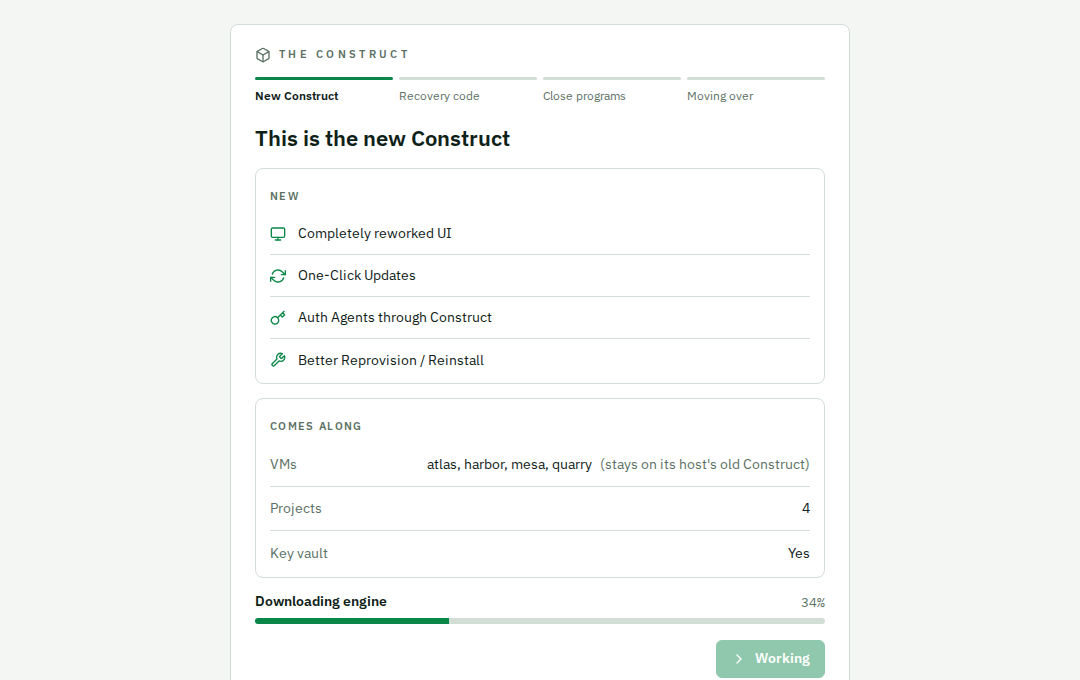 THE CONSTRUCT
New Construct Recovery code Close programs Moving over
This is the new Construct
NEW
Completely reworked UI
One-Click Updates
Auth Agents through Construct
Better Reprovision / Reinstall
COMES ALONG
VMs atlas, harbor, mesa, quarry (stays on its host's old Construct)
Projects 4
Key vault Yes
Downloading engine 34%
Working